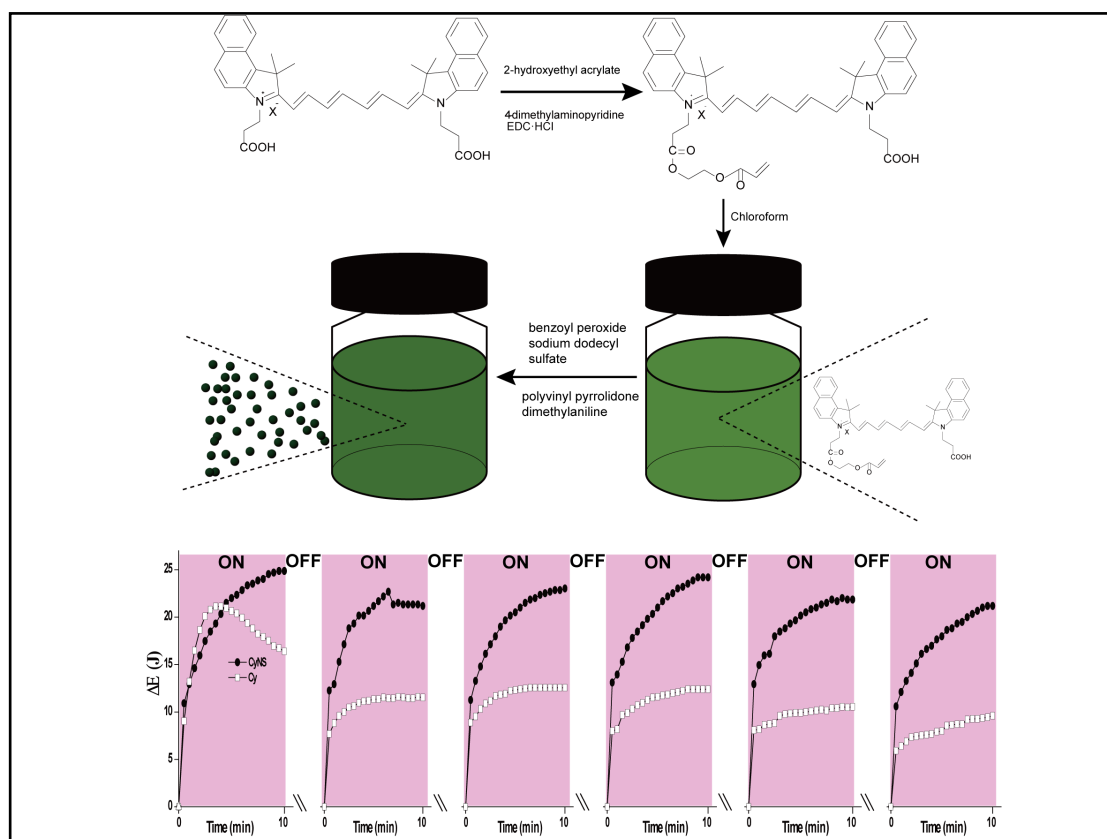 2-hydroxyethyl acrylate
4-dimethylaminopyridine
EDC·HCl
N
+
X
-
N
COOH
COOH
N
X
N
C=O
O
O
O
COOH
Chloroform
benzoyl peroxide
sodium dodecyl
sulfate
polyvinyl pyrrolidone
dimethylaniline
N
X
N
C=O
O
O
O
COOH
ON OFF ON OFF ON OFF ON OFF ON OFF ON
25
20
15
10
5
0
ΔE (J)
CyNS
Cy
0 10 0 10 0 10 0 10 0 10 0 10
Time (min) Time (min) Time (min) Time (min) Time (min) Time (min)